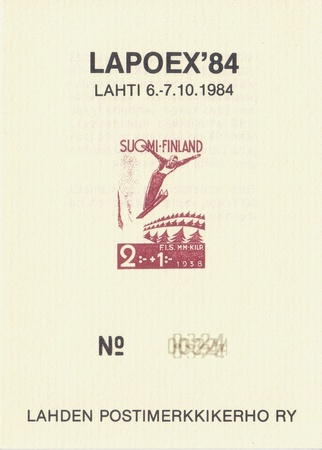 LAPOEX'84
LAHTI 6.-7.10.1984
SUOMI-FINLAND
2:-+1:-
F.I.S. MM-KILP.
1938
№
LAHDEN POSTIMERKKIKERHO RY